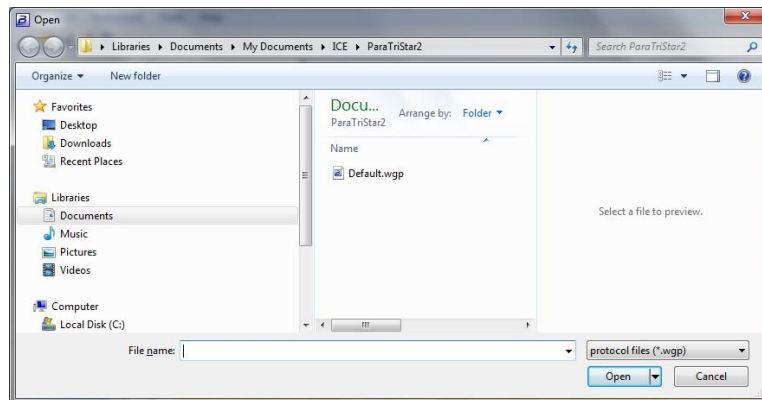 Open
Libraries ▸ Documents ▸ My Documents ▸ ICE ▸ ParaTriStar2
Search ParaTriStar2
Organize
New folder
Favorites
Desktop
Downloads
Recent Places
Libraries
Documents
Music
Pictures
Videos
Computer
Local Disk (C:)
Docu...
ParaTriStar2
Arrange by: Folder
Name
Default.wgp
Select a file to preview.
File name:
protocol files (*.wgp)
Open
Cancel